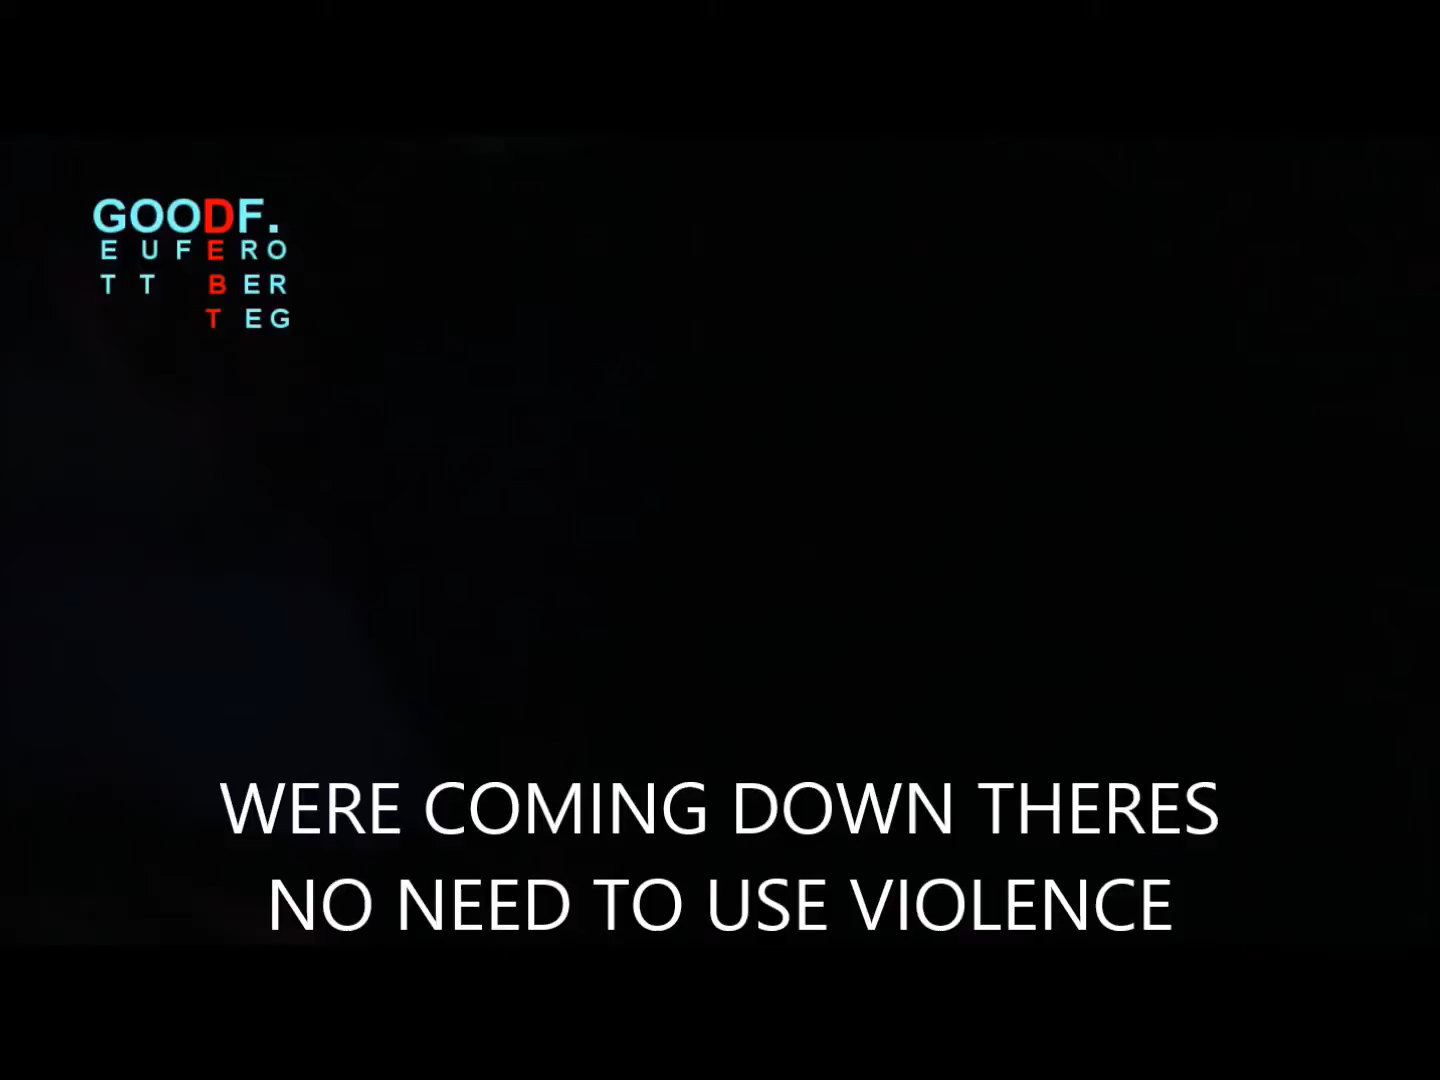 GOODF.
E U F E R O
T T B E R
T E G
WERE COMING DOWN THERES
NO NEED TO USE VIOLENCE